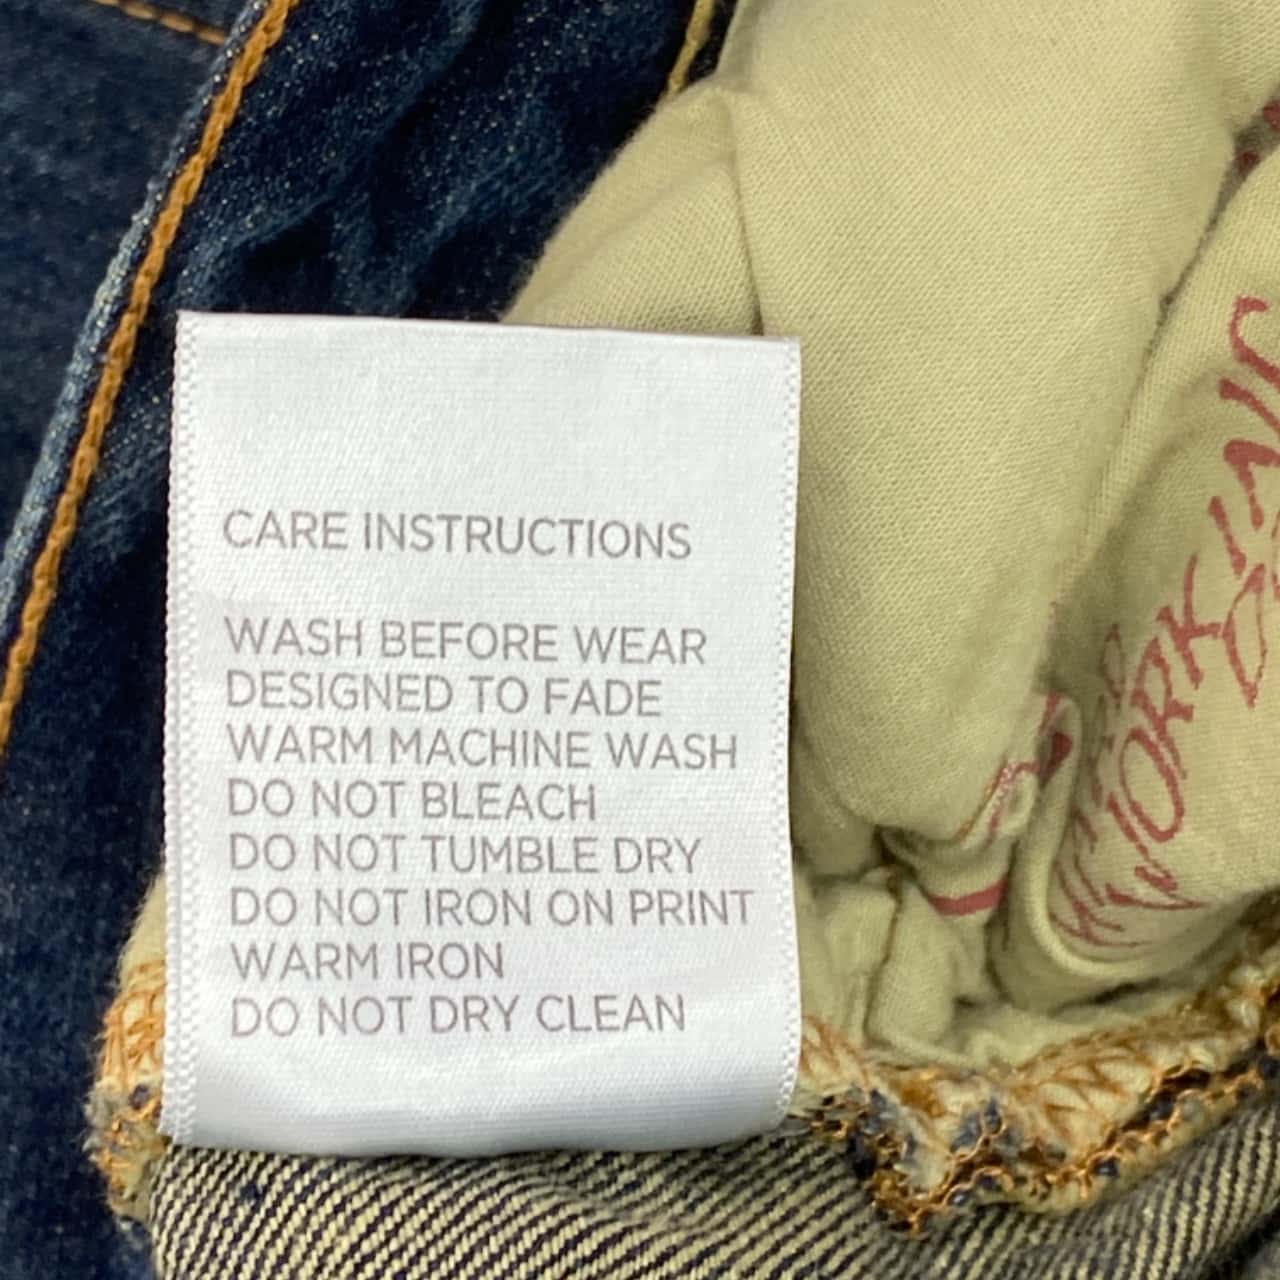 CARE INSTRUCTIONS
WASH BEFORE WEAR
DESIGNED TO FADE
WARM MACHINE WASH
DO NOT BLEACH
DO NOT TUMBLE DRY
DO NOT IRON ON PRINT
WARM IRON
DO NOT DRY CLEAN
WORKING